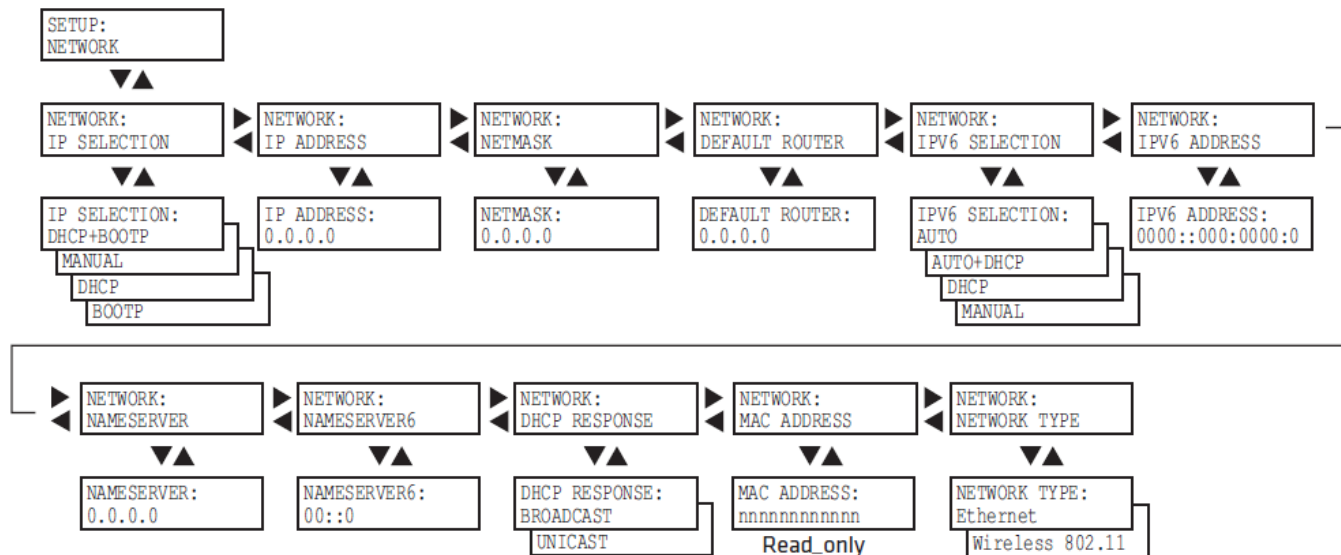 SETUP:
NETWORK
NETWORK:
IP SELECTION
NETWORK:
IP ADDRESS
NETWORK:
NETMASK
NETWORK:
DEFAULT ROUTER
NETWORK:
IPV6 SELECTION
NETWORK:
IPV6 ADDRESS
IP SELECTION:
DHCP+BOOTP
MANUAL
DHCP
BOOTP
IP ADDRESS:
0.0.0.0
NETMASK:
0.0.0.0
DEFAULT ROUTER:
0.0.0.0
IPV6 SELECTION:
AUTO
AUTO+DHCP
DHCP
MANUAL
IPV6 ADDRESS:
0000::000:0000:0
NETWORK:
NAMESERVER
NETWORK:
NAMESERVER6
NETWORK:
DHCP RESPONSE
NETWORK:
MAC ADDRESS
NETWORK:
NETWORK TYPE
NAMESERVER:
0.0.0.0
NAMESERVER6:
00::0
DHCP RESPONSE:
BROADCAST
UNICAST
MAC ADDRESS:
nnnnnnnnnnnn
Read_only
NETWORK TYPE:
Ethernet
Wireless 802.11